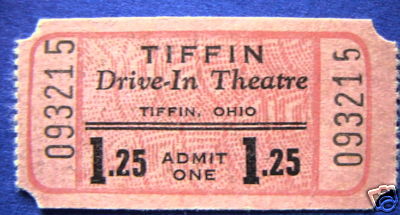 093215
TIFFIN
Drive-In Theatre
TIFFIN, OHIO
1.25 ADMIT ONE 1.25
093215